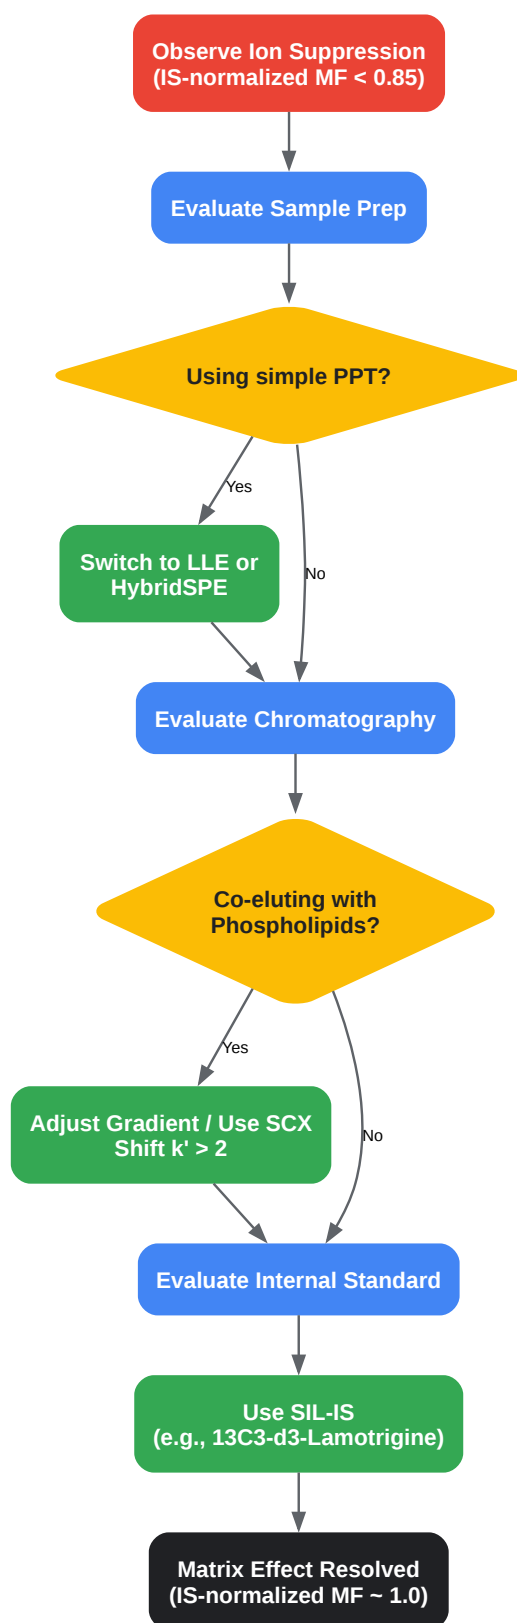 Observe Ion Suppression
(IS-normalized MF < 0.85)
Evaluate Sample Prep
Using simple PPT?
Yes
Switch to LLE or
HybridSPE
No
Evaluate Chromatography
Co-eluting with
Phospholipids?
Yes
Adjust Gradient / Use SCX
Shift k' > 2
No
Evaluate Internal Standard
Use SIL-IS
(e.g., 13C3-d3-Lamotrigine)
Matrix Effect Resolved
(IS-normalized MF ~ 1.0)